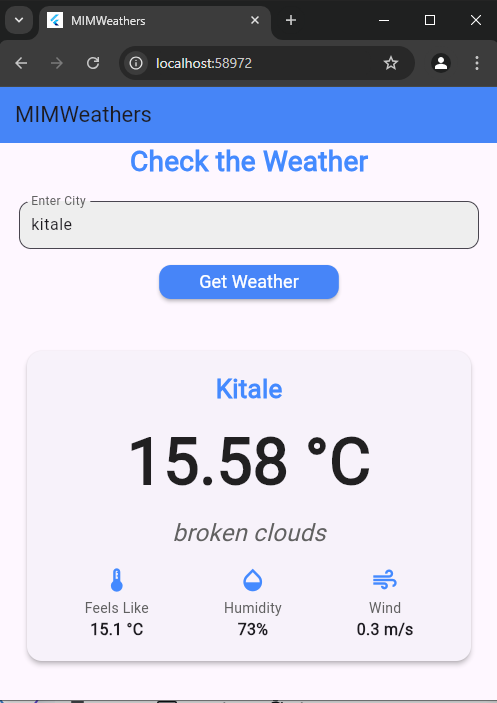 MIMWeathers
localhost:58972
MIMWeathers
Check the Weather
Enter City
kitale
Get Weather
Kitale
15.58 °C
broken clouds
Feels Like Humidity Wind
15.1 °C 73% 0.3 m/s